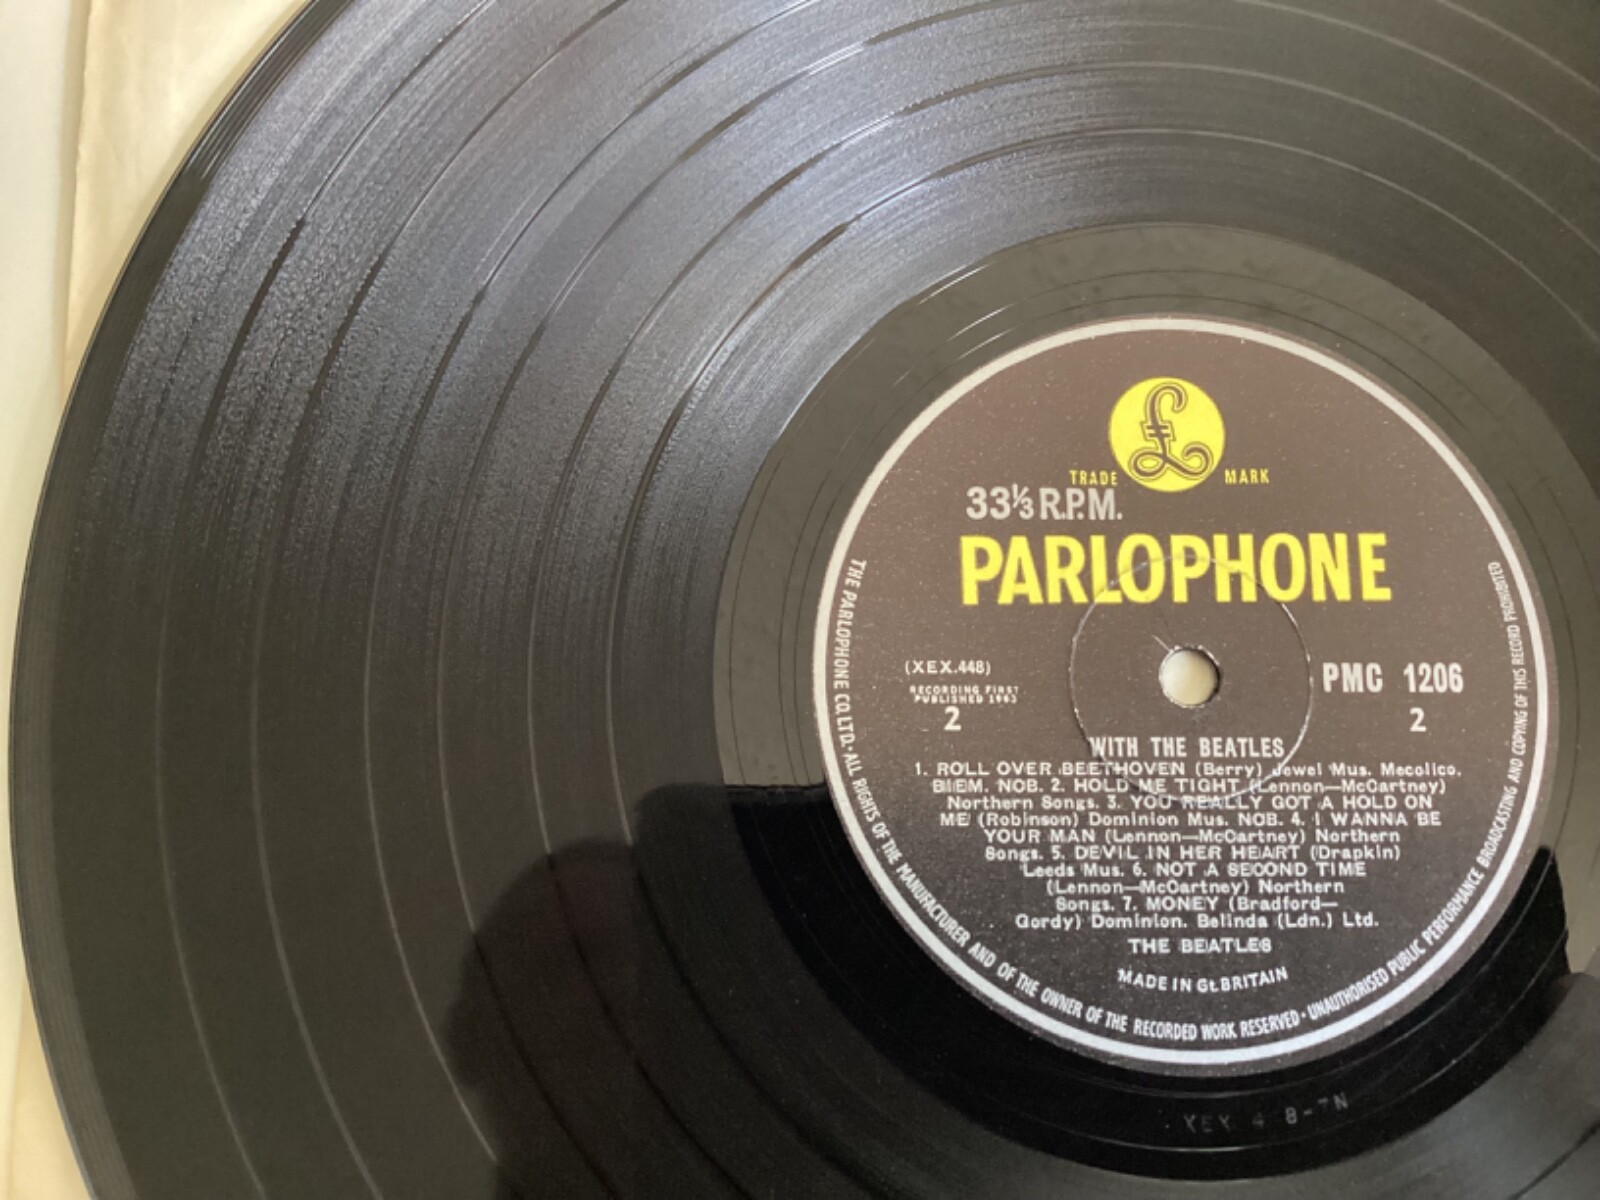 £
TRADE MARK
33⅓ R.P.M.
PARLOPHONE
(XEX.448)
RECORDING FIRST
PUBLISHED 1963
2
PMC 1206
2
WITH THE BEATLES
1. ROLL OVER BEETHOVEN (Berry) Jewel Mus. Mecolico.
BIEM. NCB. 2. HOLD ME TIGHT (Lennon—McCartney)
Northern Songs. 3. YOU REALLY GOT A HOLD ON
ME (Robinson) Dominion Mus. NCB. 4. I WANNA BE
YOUR MAN (Lennon—McCartney) Northern
Songs. 5. DEVIL IN HER HEART (Drapkin)
Leeds Mus. 6. NOT A SECOND TIME
(Lennon—McCartney) Northern
Songs. 7. MONEY (Bradford—
Gordy) Dominion. Belinda (Ldn.) Ltd.
THE BEATLES
MADE IN Gt. BRITAIN
THE PARLOPHONE CO. LTD. · ALL RIGHTS OF THE MANUFACTURER AND OF THE OWNER OF THE RECORDED WORK RESERVED · UNAUTHORISED PUBLIC PERFORMANCE BROADCASTING AND COPYING OF THIS RECORD PROHIBITED